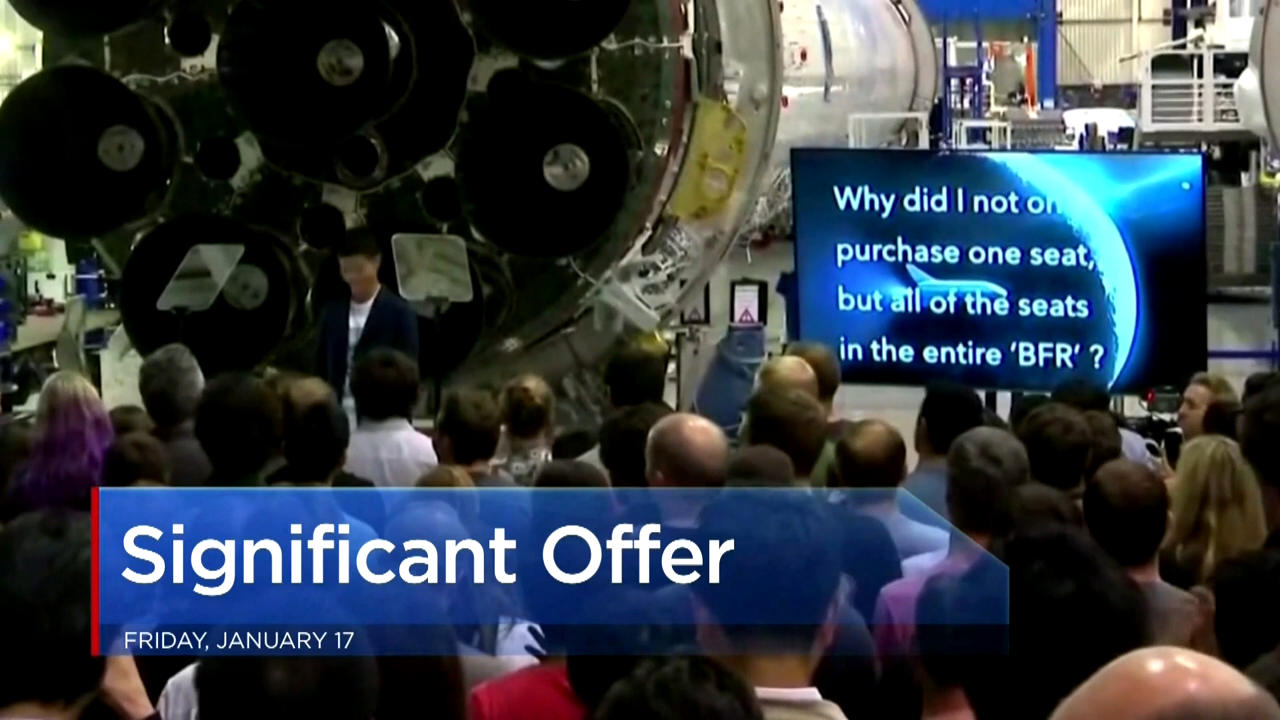 Why did I not on
purchase one seat,
but all of the seats
in the entire ‘BFR’ ?
Significant Offer
FRIDAY, JANUARY 17